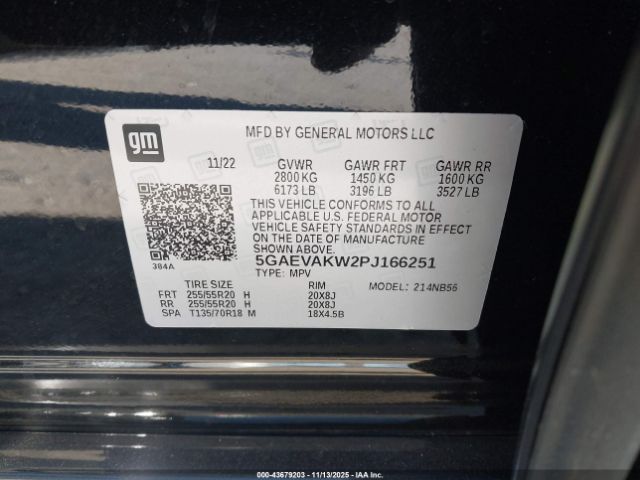 gm
MFD BY GENERAL MOTORS LLC
11/22 GVWR GAWR FRT GAWR RR
2800 KG 1450 KG 1600 KG
6173 LB 3196 LB 3527 LB
THIS VEHICLE CONFORMS TO ALL
APPLICABLE U.S. FEDERAL MOTOR
VEHICLE SAFETY STANDARDS IN EFFECT
ON THE DATE OF MANUFACTURE
SHOWN ABOVE.
384A
5GAEVAKW2PJ166251
TYPE: MPV MODEL: 214NB56
TIRE SIZE RIM
FRT 255/55R20 H 20X8J
RR 255/55R20 H 20X8J
SPA T135/70R18 M 18X4.5B
000-43679203 - 11/13/2025 - IAA Inc.